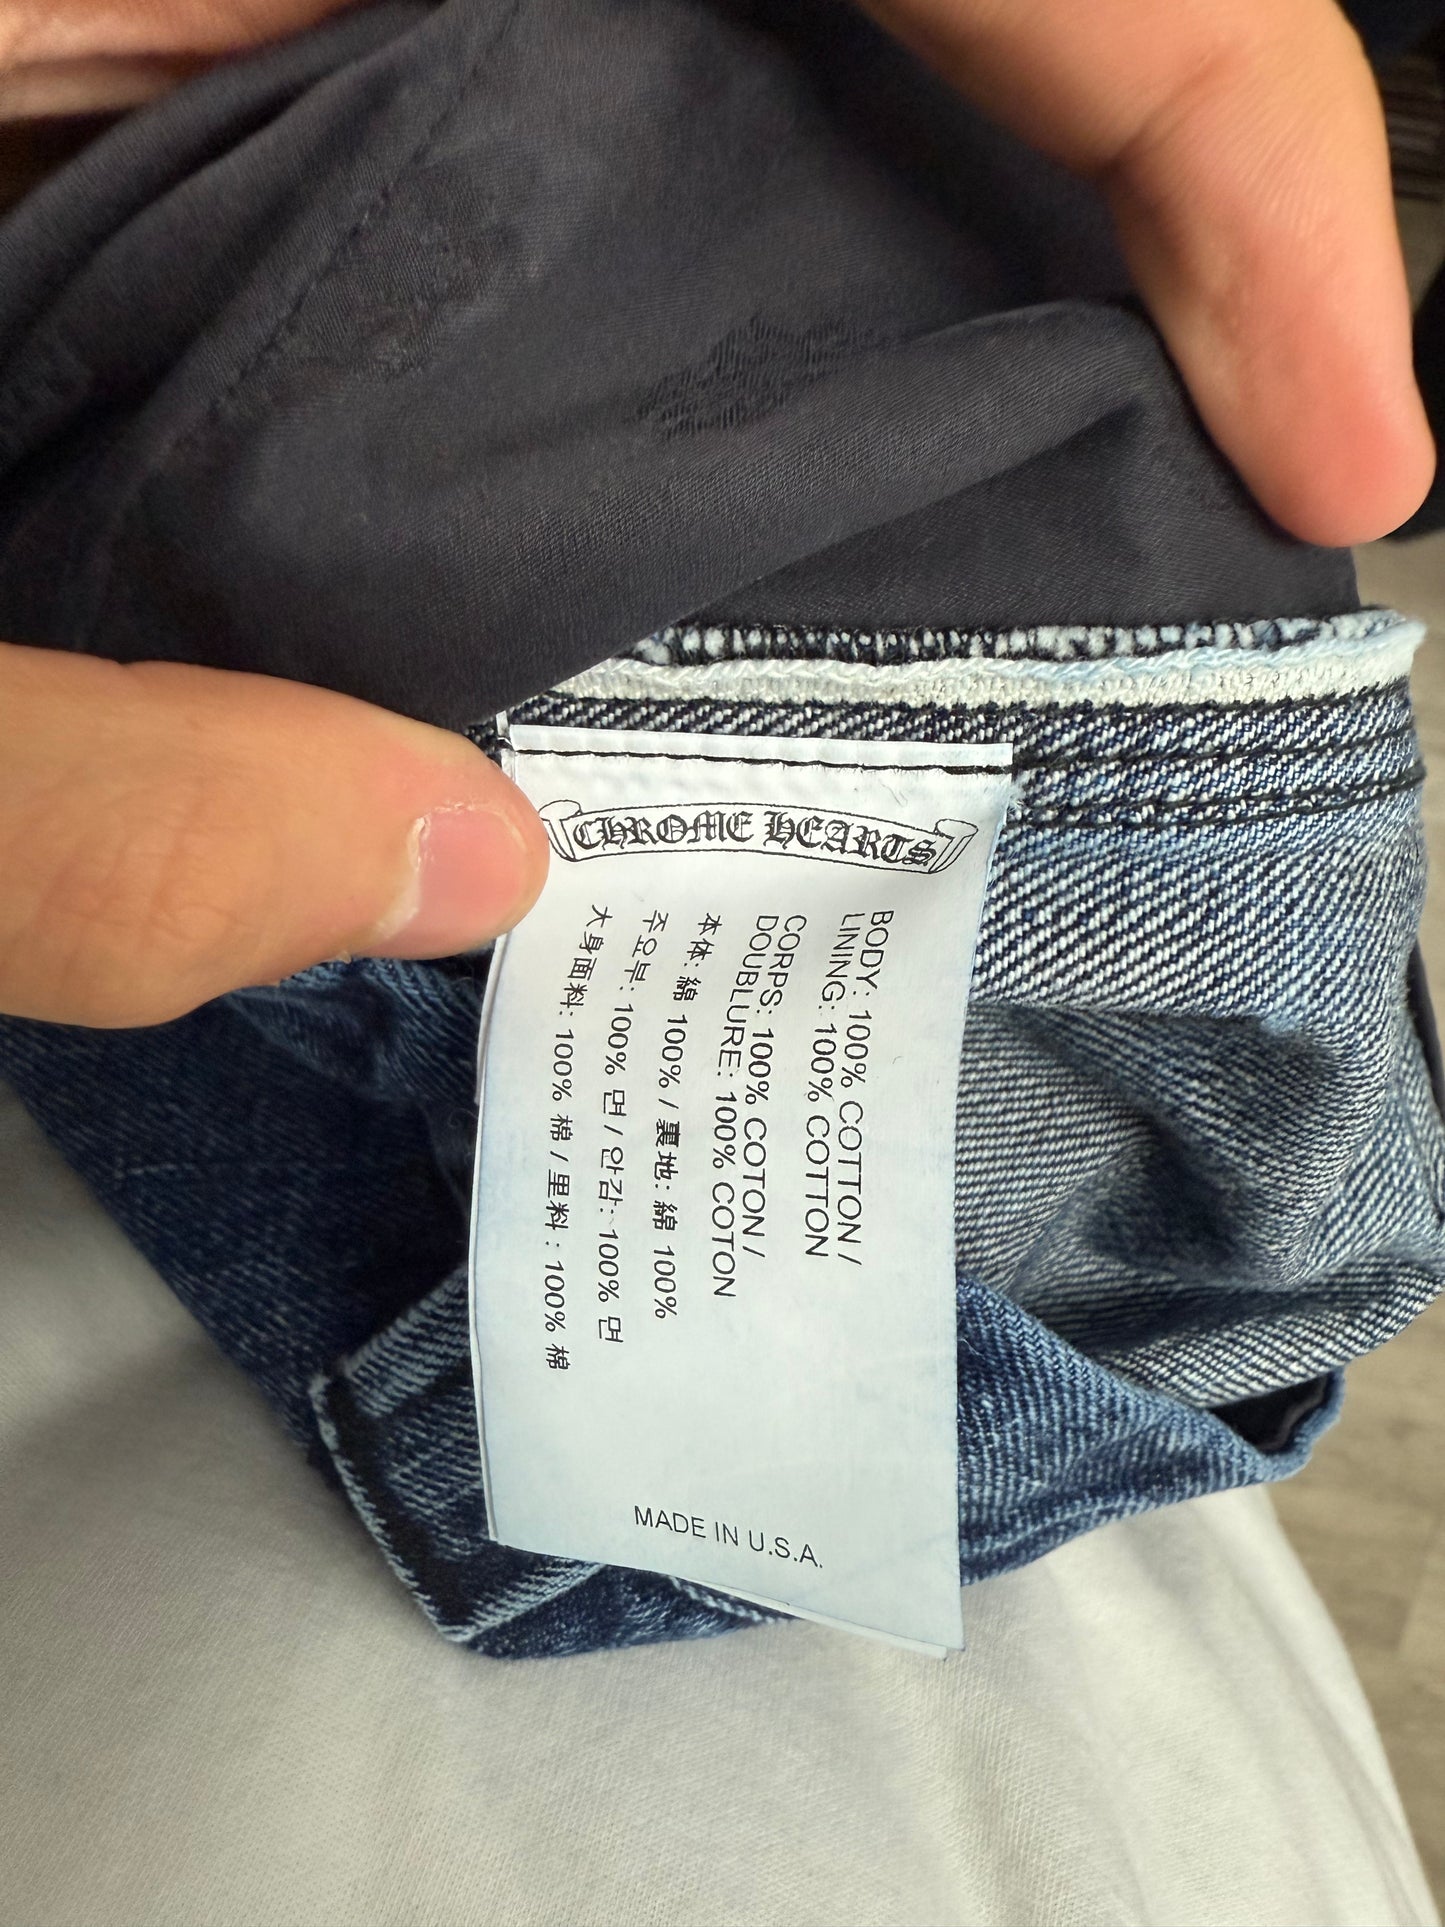 CHROME HEARTS
BODY: 100% COTTON /
LINING: 100% COTTON
CORPS: 100% COTON /
DOUBLURE: 100% COTON
本体: 綿 100% / 裏地: 綿 100%
주요부: 100% 면 / 안감: 100% 면
大身面料: 100% 棉 / 里料: 100% 棉
MADE IN U.S.A.